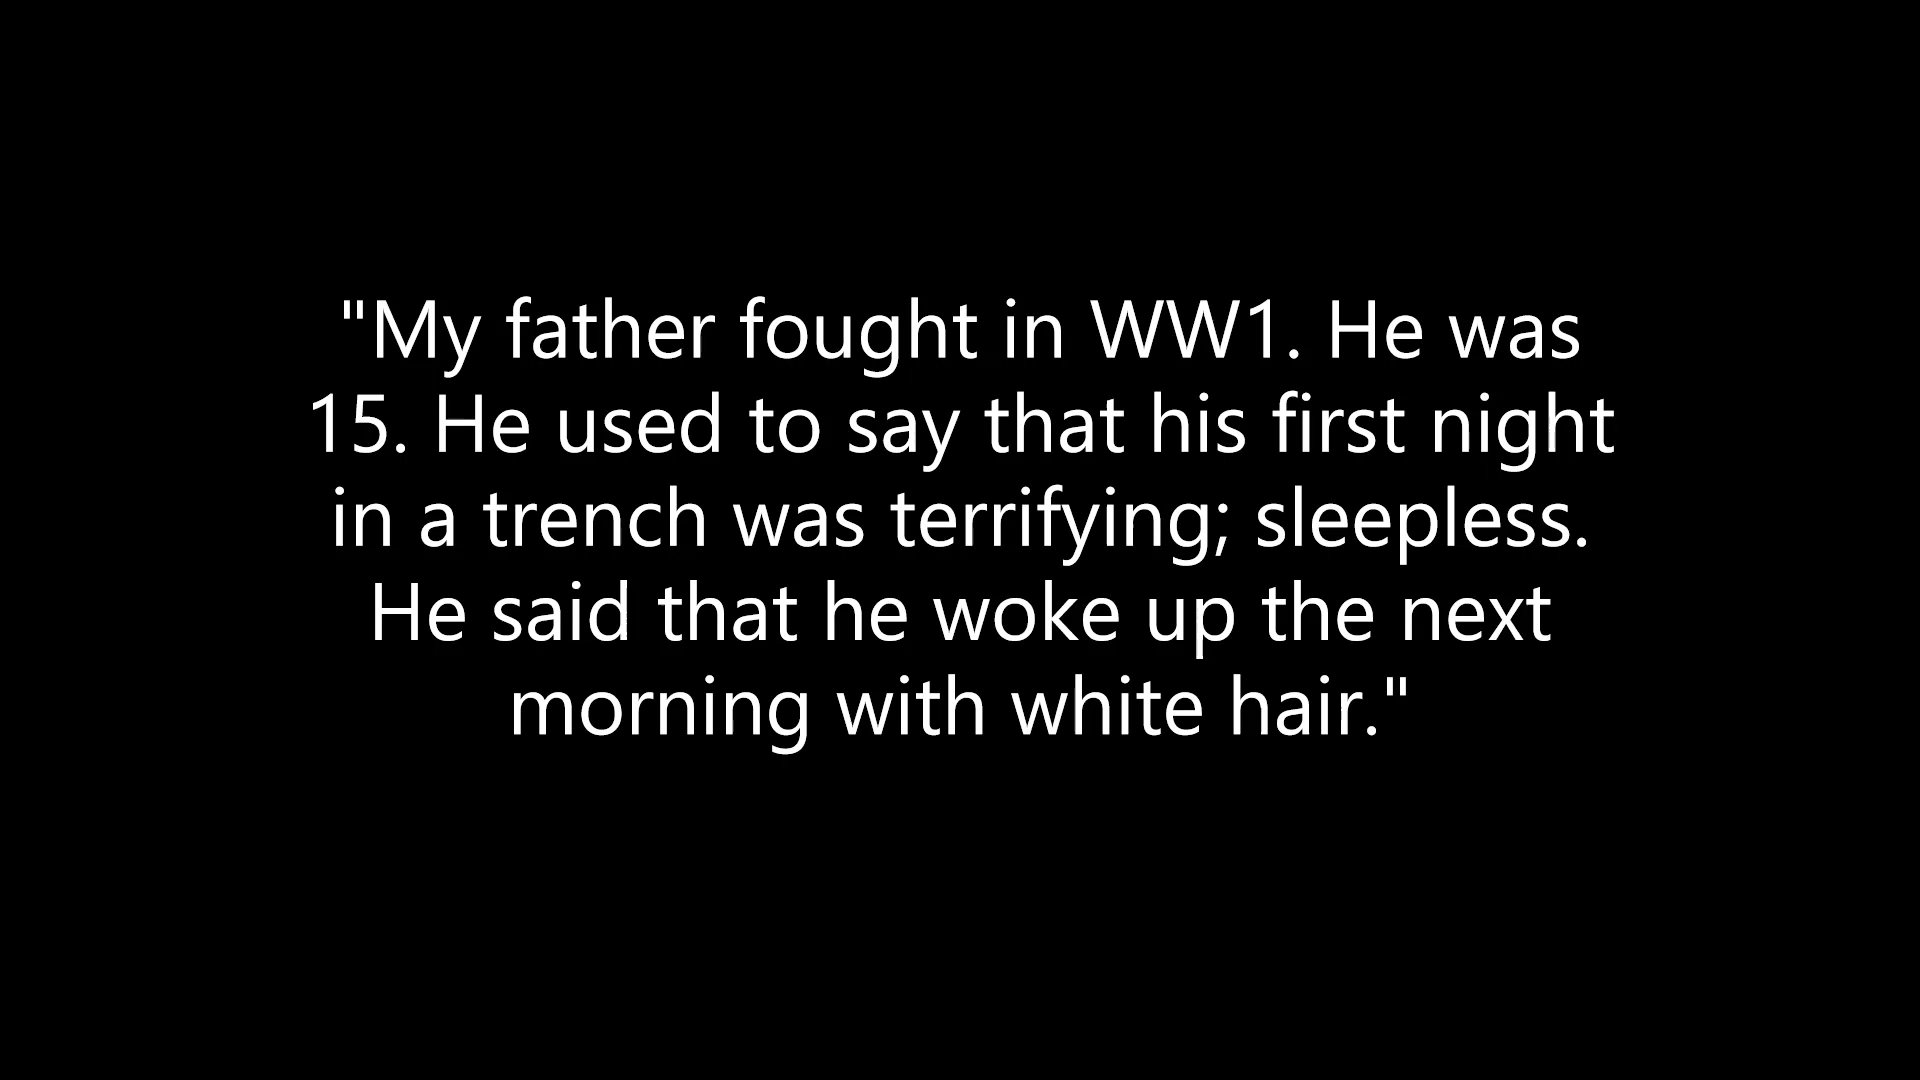 "My father fought in WW1. He was
15. He used to say that his first night
in a trench was terrifying; sleepless.
He said that he woke up the next
morning with white hair."